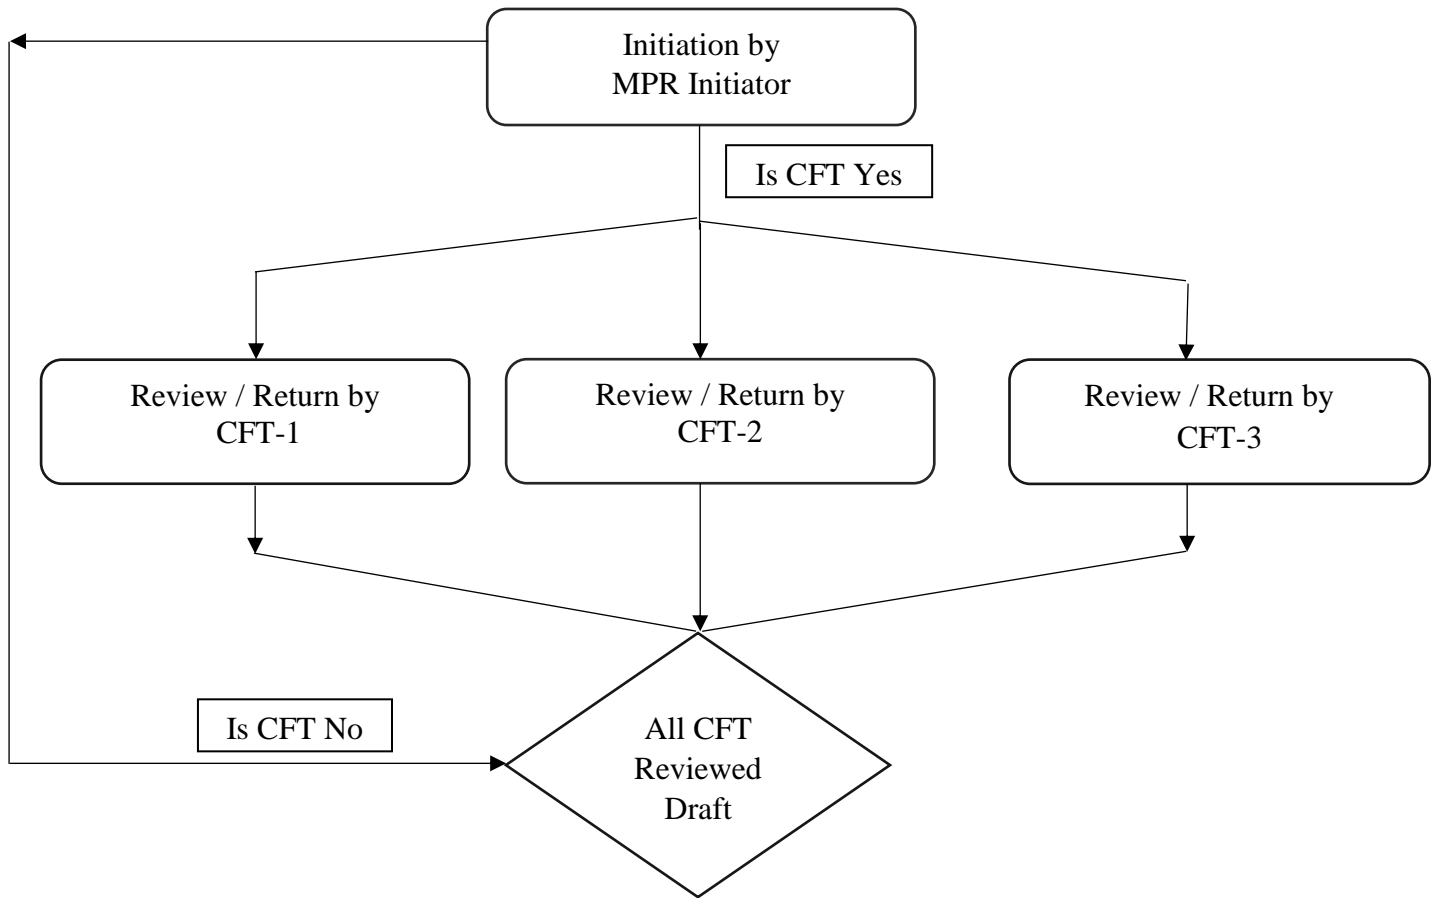 Initiation by
MPR Initiator
Is CFT Yes
Review / Return by
CFT-1
Review / Return by
CFT-2
Review / Return by
CFT-3
Is CFT No
All CFT
Reviewed
Draft